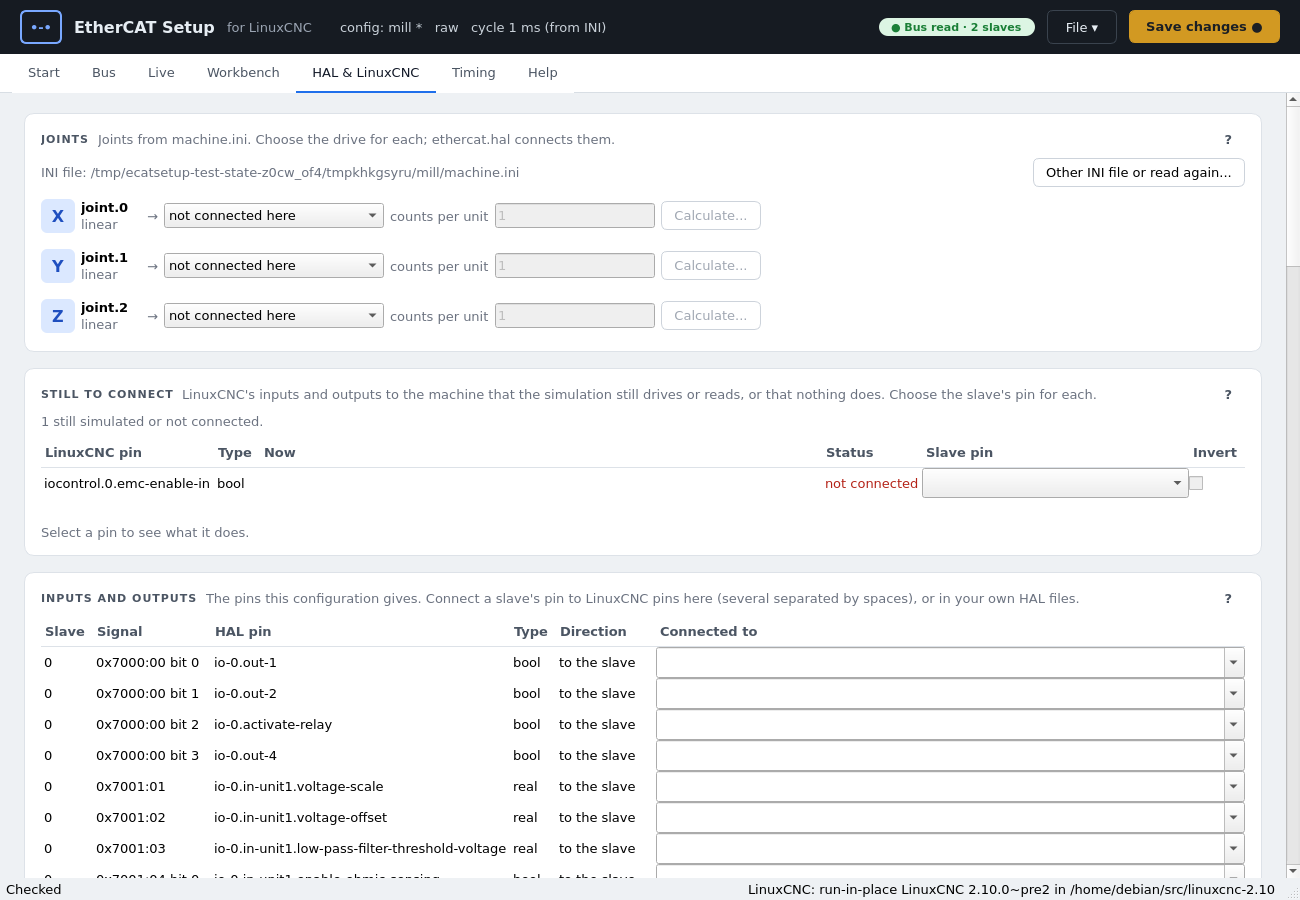 EtherCAT Setup for LinuxCNC config: mill * raw cycle 1 ms (from INI) ● Bus read · 2 slaves File ▾ Save changes ●
Start Bus Live Workbench HAL & LinuxCNC Timing Help
JOINTS Joints from machine.ini. Choose the drive for each; ethercat.hal connects them. ?
INI file: /tmp/ecatsetup-test-state-z0cw_of4/tmpkhkgsyru/mill/machine.ini Other INI file or read again...
X joint.0 linear → not connected here counts per unit 1 Calculate...
Y joint.1 linear → not connected here counts per unit 1 Calculate...
Z joint.2 linear → not connected here counts per unit 1 Calculate...
STILL TO CONNECT LinuxCNC's inputs and outputs to the machine that the simulation still drives or reads, or that nothing does. Choose the slave's pin for each. ?
1 still simulated or not connected.
LinuxCNC pin Type Now Status Slave pin Invert
iocontrol.0.emc-enable-in bool not connected
Select a pin to see what it does.
INPUTS AND OUTPUTS The pins this configuration gives. Connect a slave's pin to LinuxCNC pins here (several separated by spaces), or in your own HAL files. ?
Slave Signal HAL pin Type Direction Connected to
0 0x7000:00 bit 0 io-0.out-1 bool to the slave
0 0x7000:00 bit 1 io-0.out-2 bool to the slave
0 0x7000:00 bit 2 io-0.activate-relay bool to the slave
0 0x7000:00 bit 3 io-0.out-4 bool to the slave
0 0x7001:01 io-0.in-unit1.voltage-scale real to the slave
0 0x7001:02 io-0.in-unit1.voltage-offset real to the slave
0 0x7001:03 io-0.in-unit1.low-pass-filter-threshold-voltage real to the slave
Checked LinuxCNC: run-in-place LinuxCNC 2.10.0~pre2 in /home/debian/src/linuxcnc-2.10